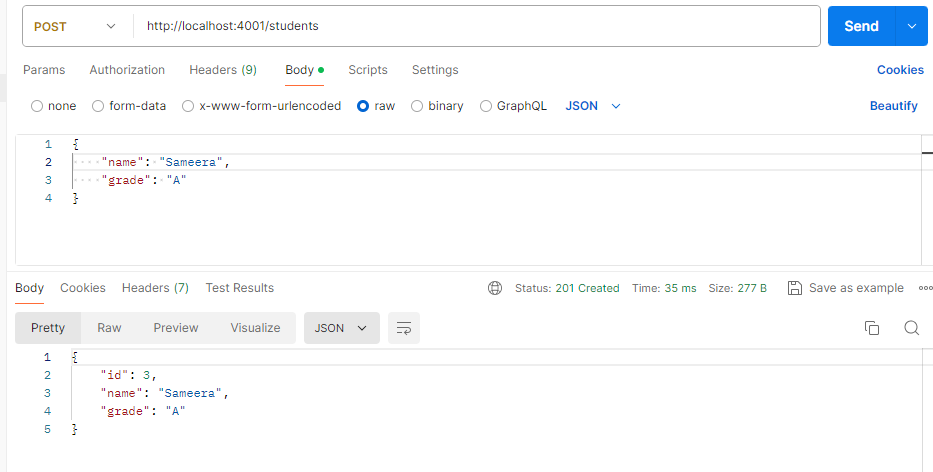 POST http://localhost:4001/students Send
Params Authorization Headers (9) Body Scripts Settings Cookies
none form-data x-www-form-urlencoded raw binary GraphQL JSON Beautify
1 {
2 "name": "Sameera",
3 "grade": "A"
4 }
Body Cookies Headers (7) Test Results Status: 201 Created Time: 35 ms Size: 277 B Save as example
Pretty Raw Preview Visualize JSON
1 {
2 "id": 3,
3 "name": "Sameera",
4 "grade": "A"
5 }